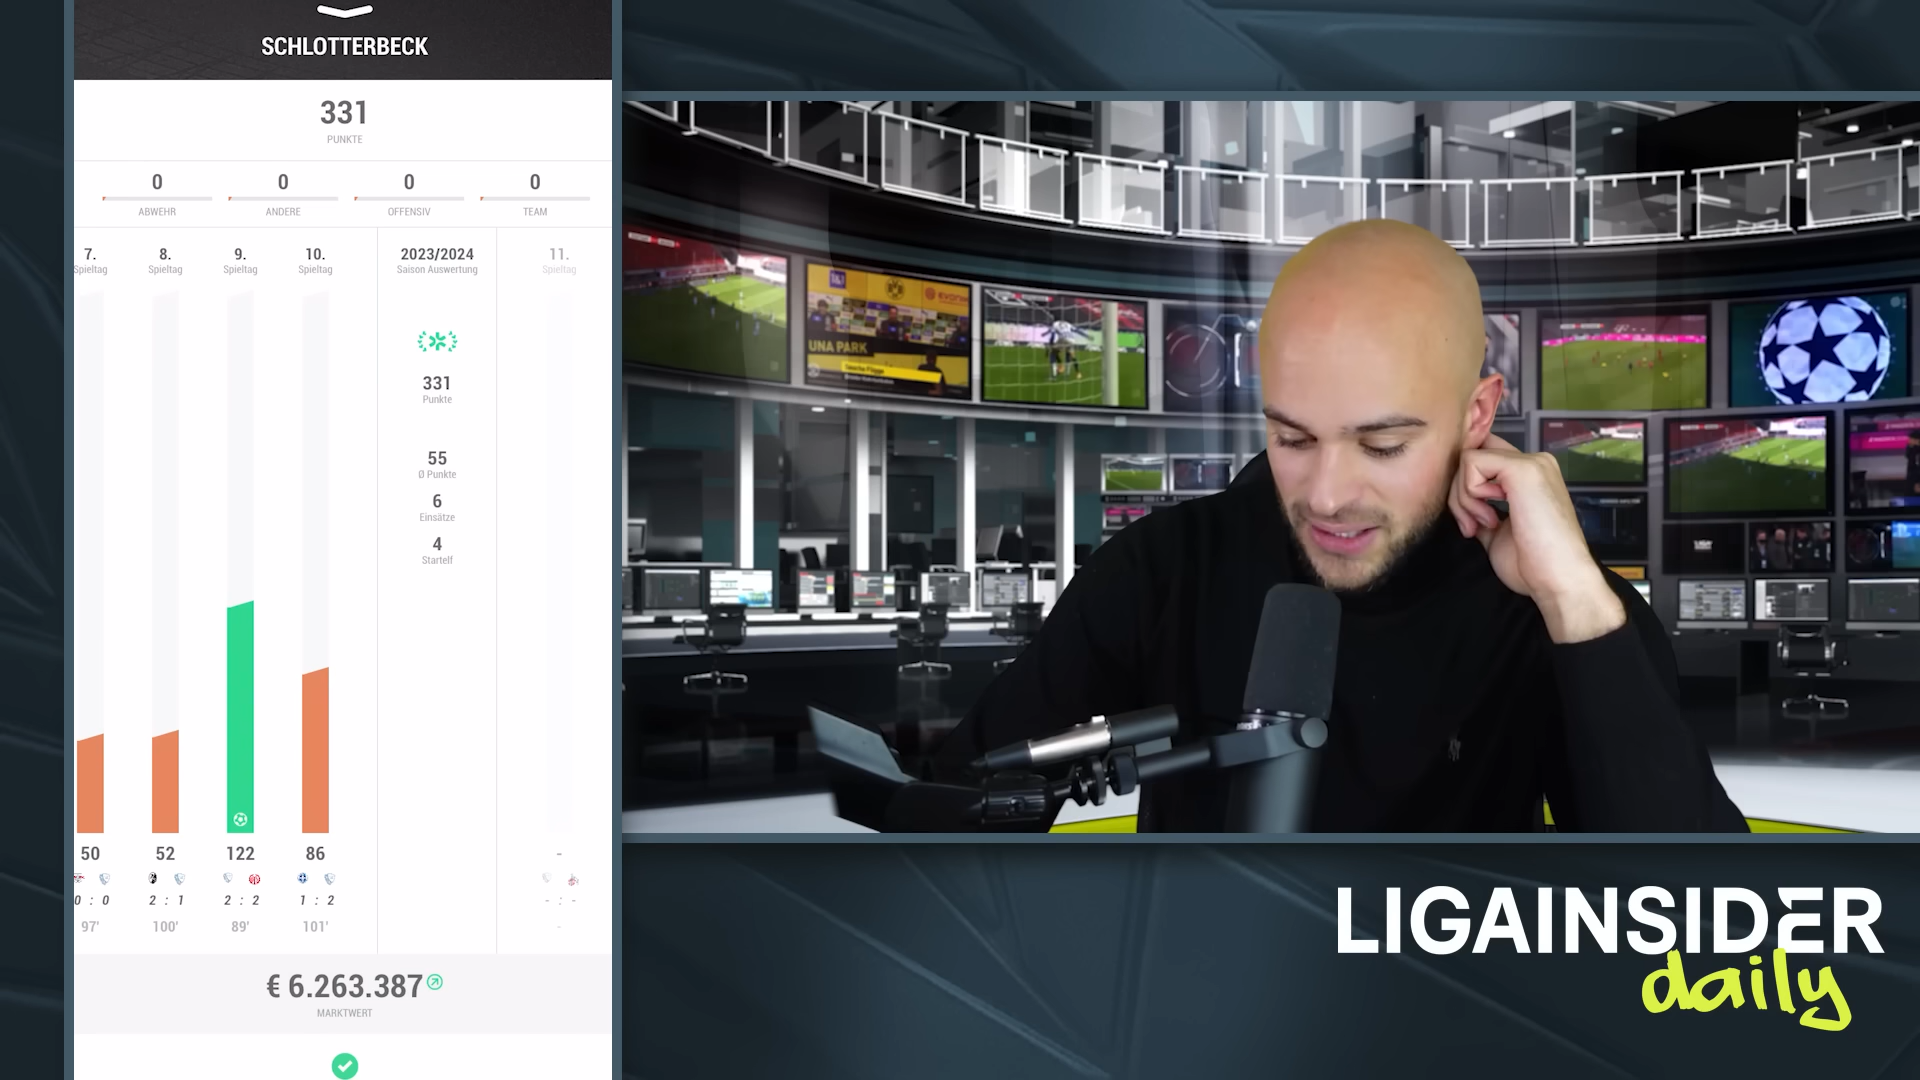 SCHLOTTERBECK
331
PUNKTE
0 0 0 0
ABWEHR ANDERE OFFENSIV TEAM
7. 8. 9. 10. 2023/2024 11.
Spieltag Spieltag Spieltag Spieltag Saison Auswertung Spieltag
331
Punkte
55
Ø Punkte
6
Einsätze
4
Startelf
50 52 122 86 -
0 : 0 2 : 1 2 : 2 1 : 2 - : -
97' 100' 89' 101' -
€ 6.263.387
MARKTWERT
UNA PARK
LIGAINSIDER
daily